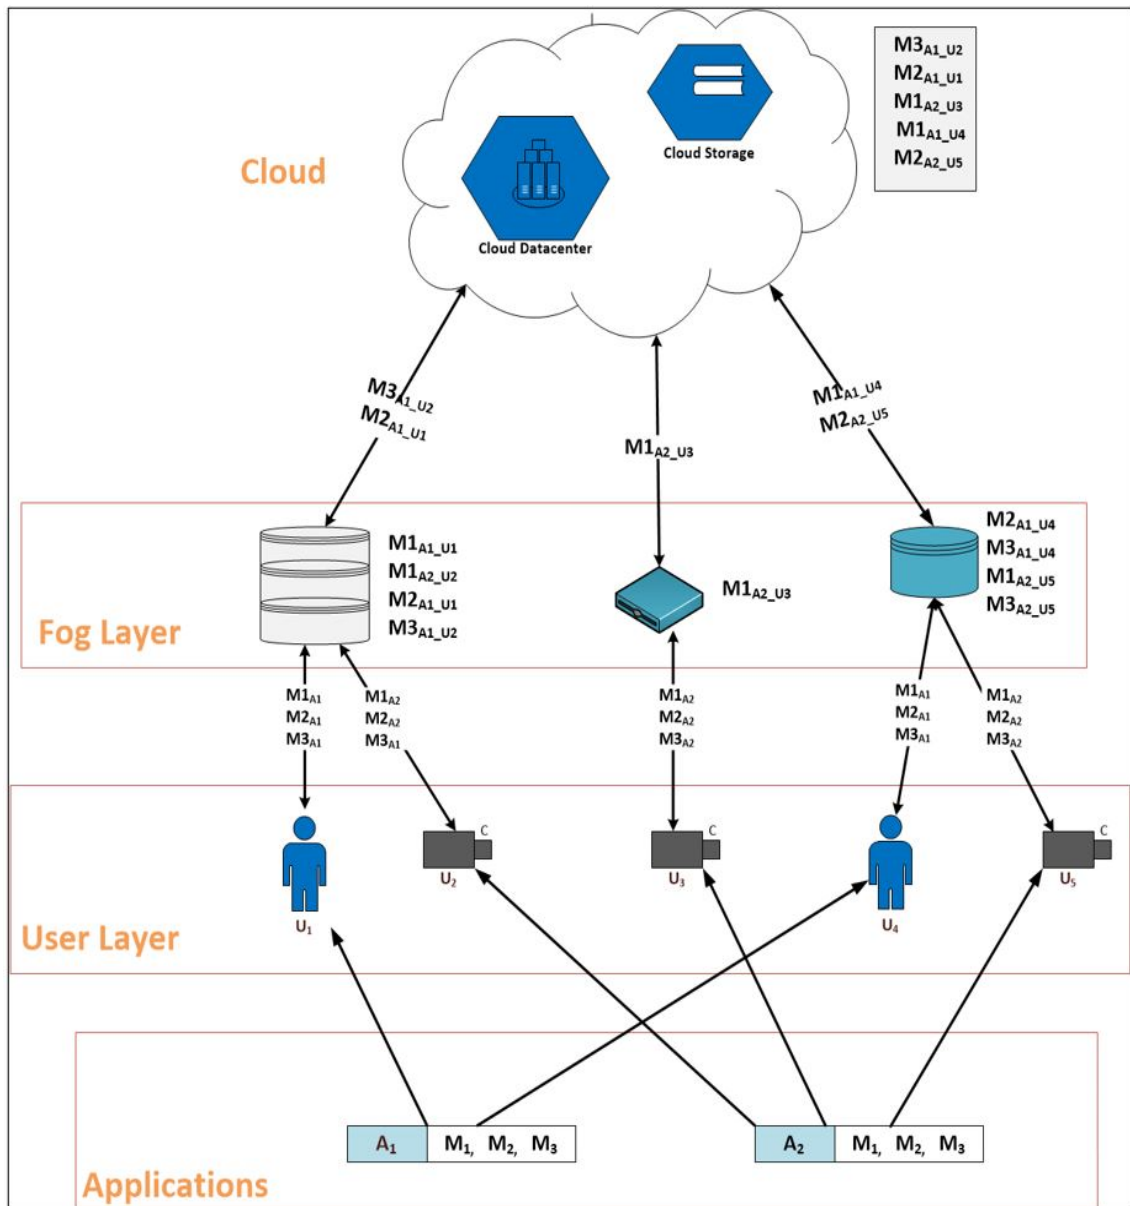 M3A1_U2
M2A1_U1
M1A2_U3
M1A1_U4
M2A2_U5
Cloud Storage
Cloud
Cloud Datacenter
M3A1_U2
M2A1_U1
M1A2_U3
M1A1_U4
M2A2_U5
Fog Layer
M1A1_U1
M1A2_U2
M2A1_U1
M3A1_U2
M1A2_U3
M2A1_U4
M3A1_U4
M1A2_U5
M3A2_U5
M1A1
M2A1
M3A1
M1A2
M2A2
M3A1
M1A2
M2A2
M3A2
M1A1
M2A1
M3A1
M1A2
M2A2
M3A2
User Layer
U1
C
U2
C
U3
U4
C
U5
A1 M1, M2, M3
A2 M1, M2, M3
Applications